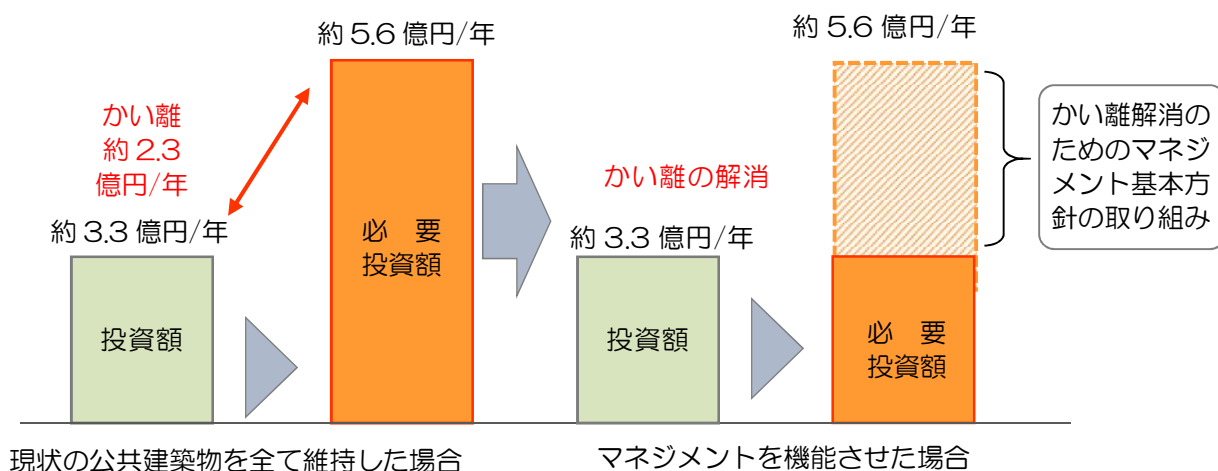 約 5.6 億円/年
約 5.6 億円/年
かい離
約 2.3
億円/年
約 3.3 億円/年
投資額
必　要
投資額
かい離の解消
約 3.3 億円/年
投資額
必　要
投資額
かい離解消の
ためのマネジ
メント基本方
針の取り組み
現状の公共建築物を全て維持した場合
マネジメントを機能させた場合